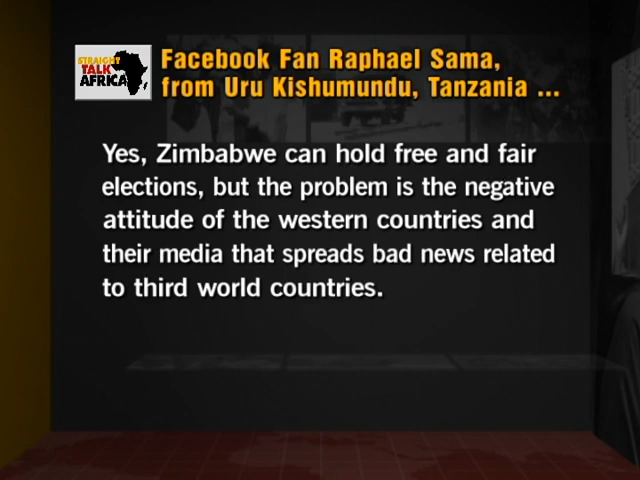 STRAIGHT
TALK
AFRICA
Facebook Fan Raphael Sama,
from Uru Kishumundu, Tanzania ...
Yes, Zimbabwe can hold free and fair
elections, but the problem is the negative
attitude of the western countries and
their media that spreads bad news related
to third world countries.